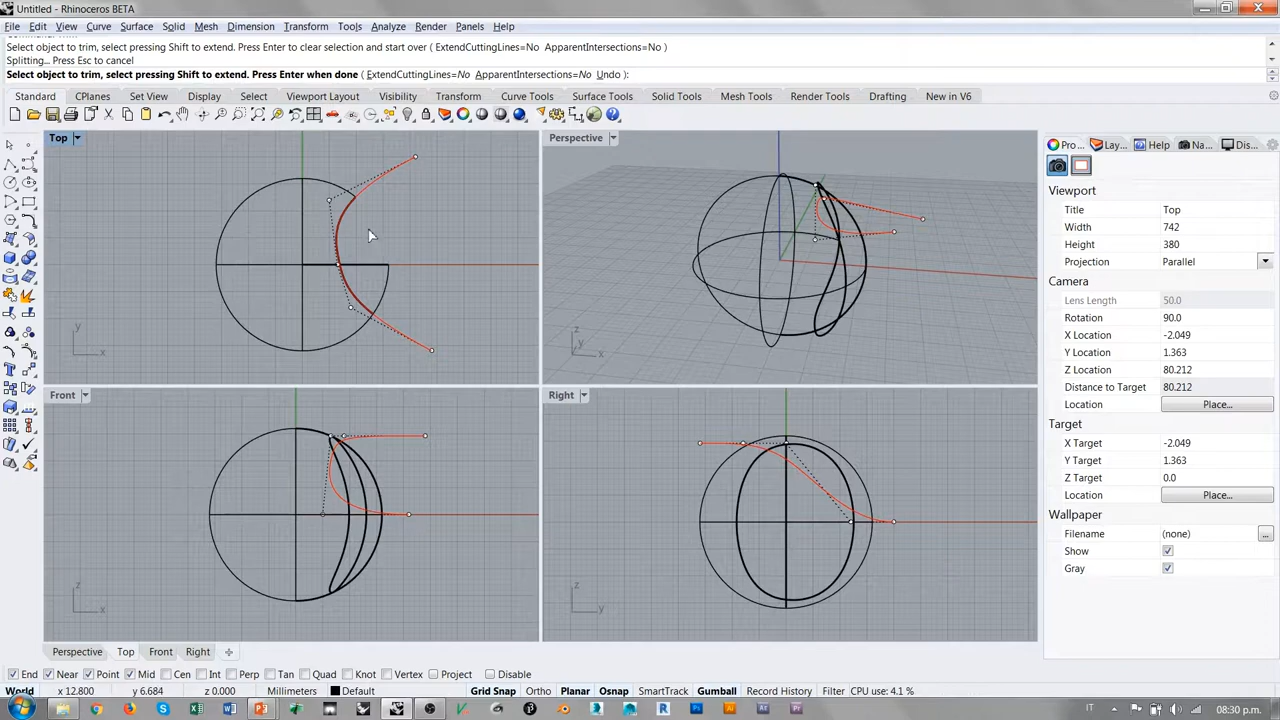 Untitled - Rhinoceros BETA
File Edit View Curve Surface Solid Mesh Dimension Transform Tools Analyze Render Panels Help
Select object to trim, select pressing Shift to extend. Press Enter to clear selection and start over ( ExtendCuttingLines=No ApparentIntersections=No )
Splitting... Press Esc to cancel
Select object to trim, select pressing Shift to extend. Press Enter when done ( ExtendCuttingLines=No ApparentIntersections=No Undo ):
Standard CPlanes Set View Display Select Viewport Layout Visibility Transform Curve Tools Surface Tools Solid Tools Mesh Tools Render Tools Drafting New in V6
Top Perspective
Pro... Lay... Help Na... Dis...
Viewport
Title Top
Width 742
Height 380
Projection Parallel
Camera
Lens Length 50.0
Rotation 90.0
X Location -2.049
Y Location 1.363
Z Location 80.212
Distance to Target 80.212
Location Place...
Target
X Target -2.049
Y Target 1.363
Z Target 0.0
Location Place...
Wallpaper
Filename (none) ...
Show
Gray
y
x
z
y
x
Front Right
z
x
z
y
Perspective Top Front Right
End Near Point Mid Cen Int Perp Tan Quad Knot Vertex Project Disable
World x 12.800 y 6.684 z 0.000 Millimeters Default Grid Snap Ortho Planar Osnap SmartTrack Gumball Record History Filter CPU use: 4.1 %
IT 08:30 p.m.